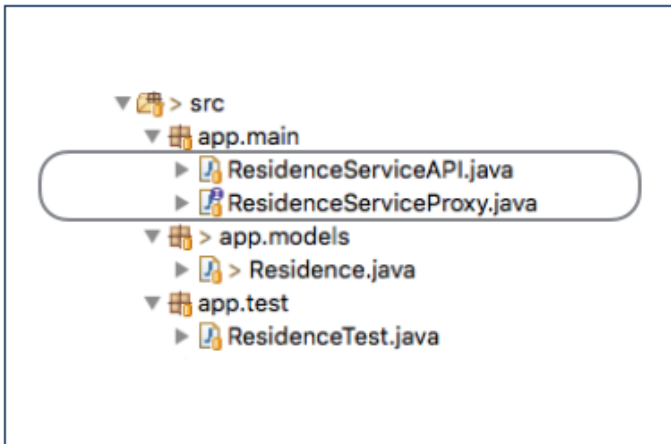 > src
app.main
ResidenceServiceAPI.java
ResidenceServiceProxy.java
> app.models
> Residence.java
app.test
ResidenceTest.java